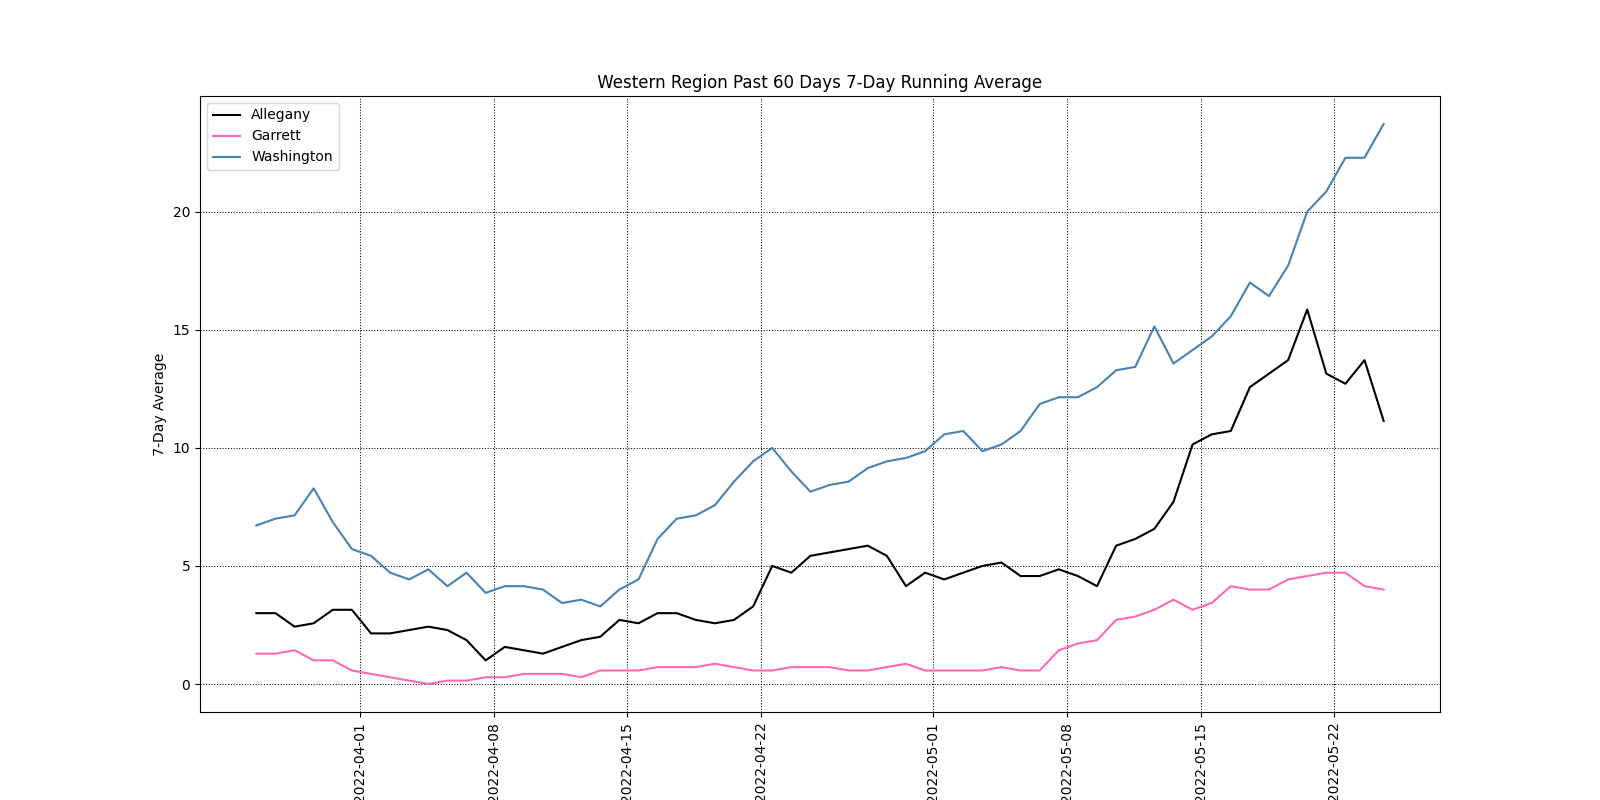 Western Region Past 60 Days 7-Day Running Average
Allegany
Garrett
Washington
7-Day Average
20
15
10
5
0
2022-04-01
2022-04-08
2022-04-15
2022-04-22
2022-05-01
2022-05-08
2022-05-15
2022-05-22